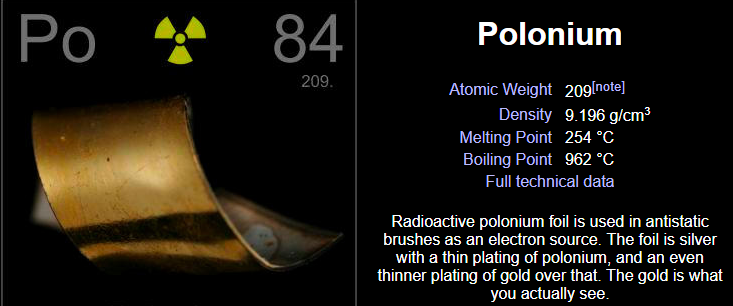 Po
84
209.
Polonium
Atomic Weight 209[note]
Density 9.196 g/cm³
Melting Point 254 °C
Boiling Point 962 °C
Full technical data
Radioactive polonium foil is used in antistatic
brushes as an electron source. The foil is silver
with a thin plating of polonium, and an even
thinner plating of gold over that. The gold is what
you actually see.